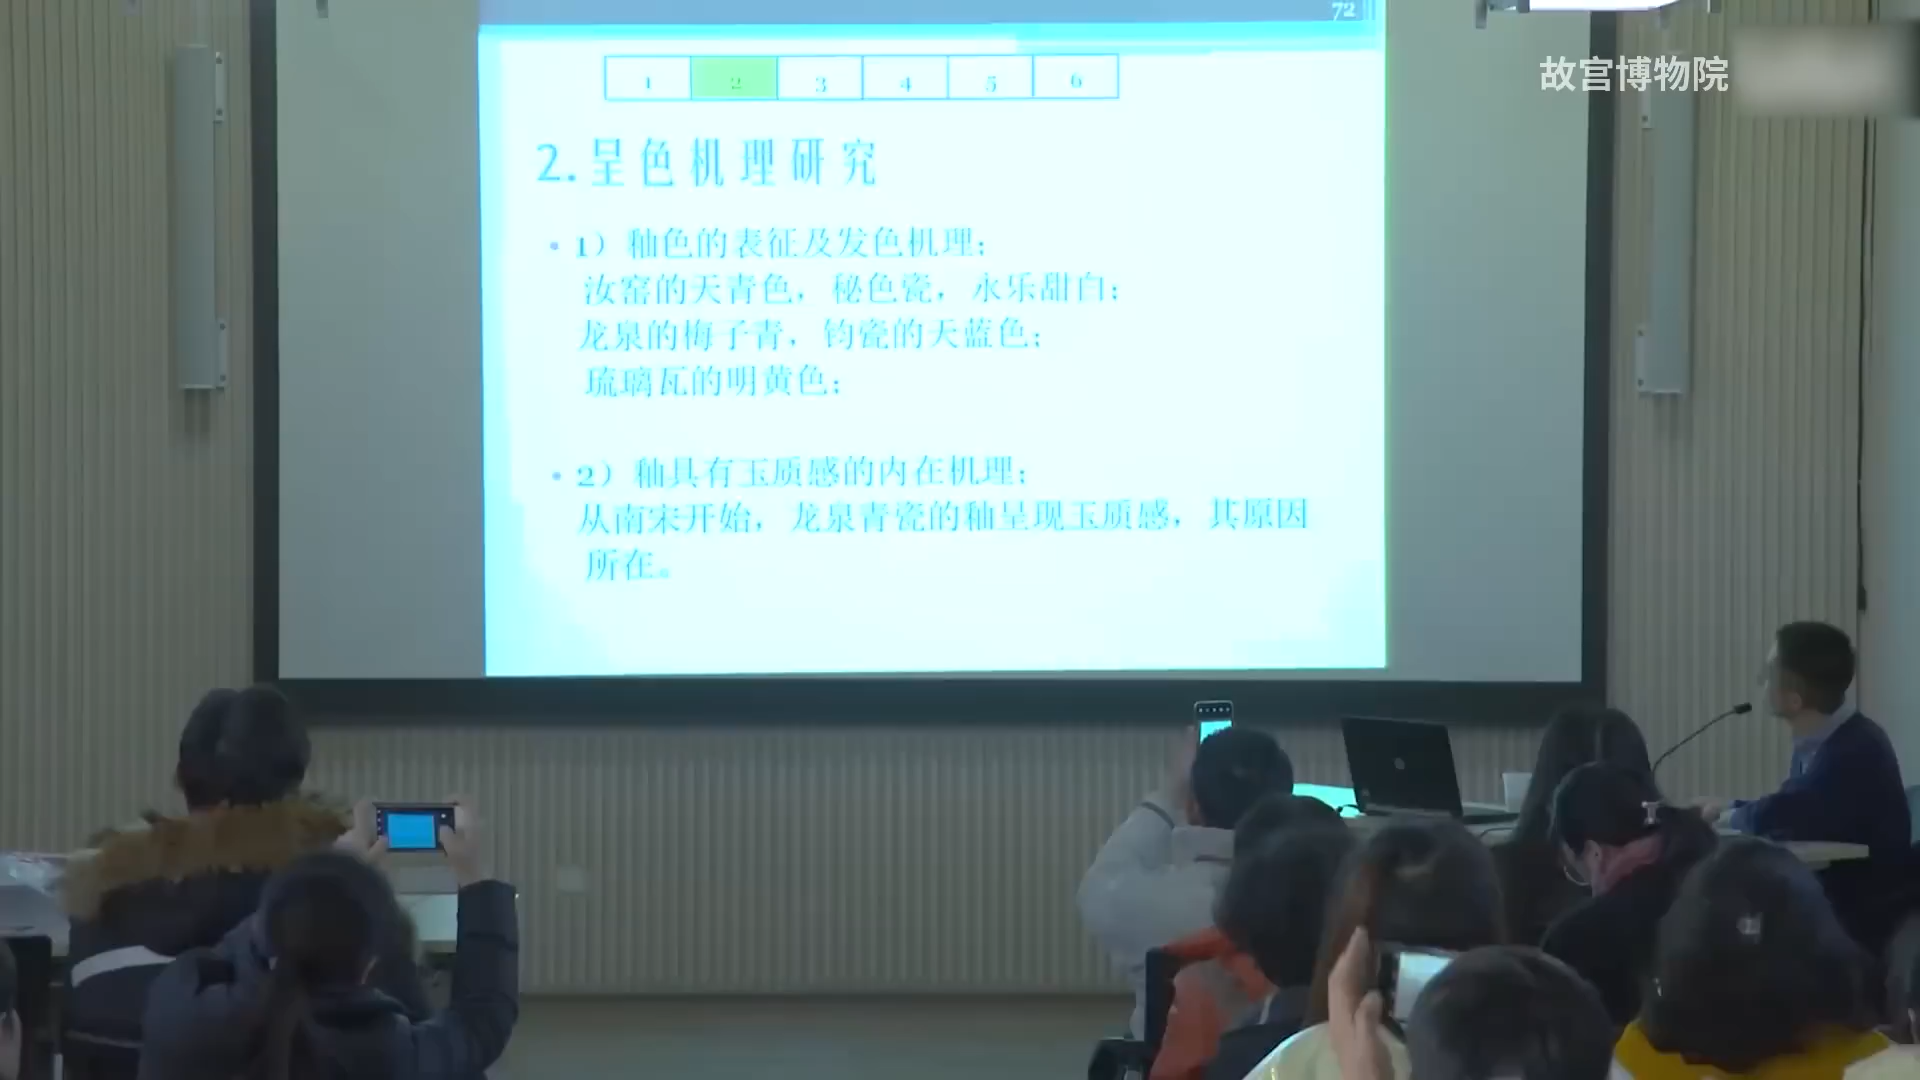 72
故宫博物院
1 2 3 4 5 6
2.呈色机理研究
• 1）釉色的表征及发色机理；
汝窑的天青色，秘色瓷，永乐甜白；
龙泉的梅子青，钧瓷的天蓝色；
琉璃瓦的明黄色；
• 2）釉具有玉质感的内在机理；
从南宋开始，龙泉青瓷的釉呈现玉质感，其原因
所在。